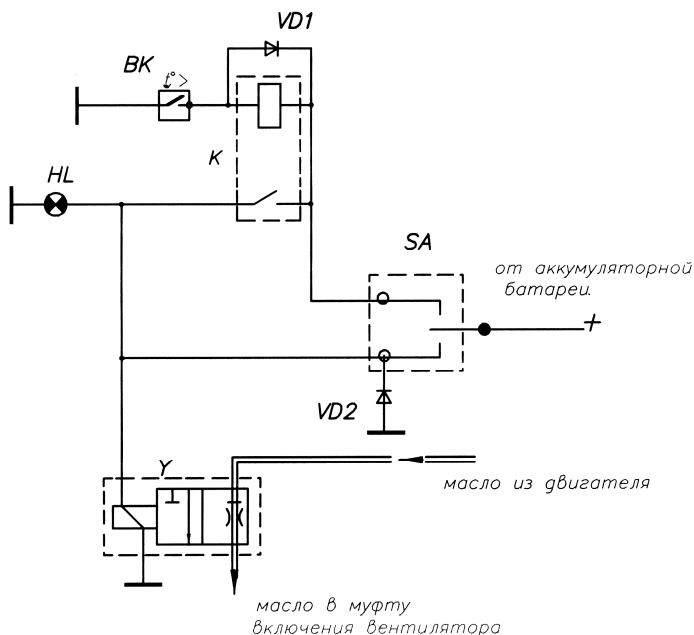 VD1
BK
t°>
K
HL
SA
от аккумуляторной
батареи.
+
VD2
Y
масло из двигателя
масло в муфту
включения вентилятора